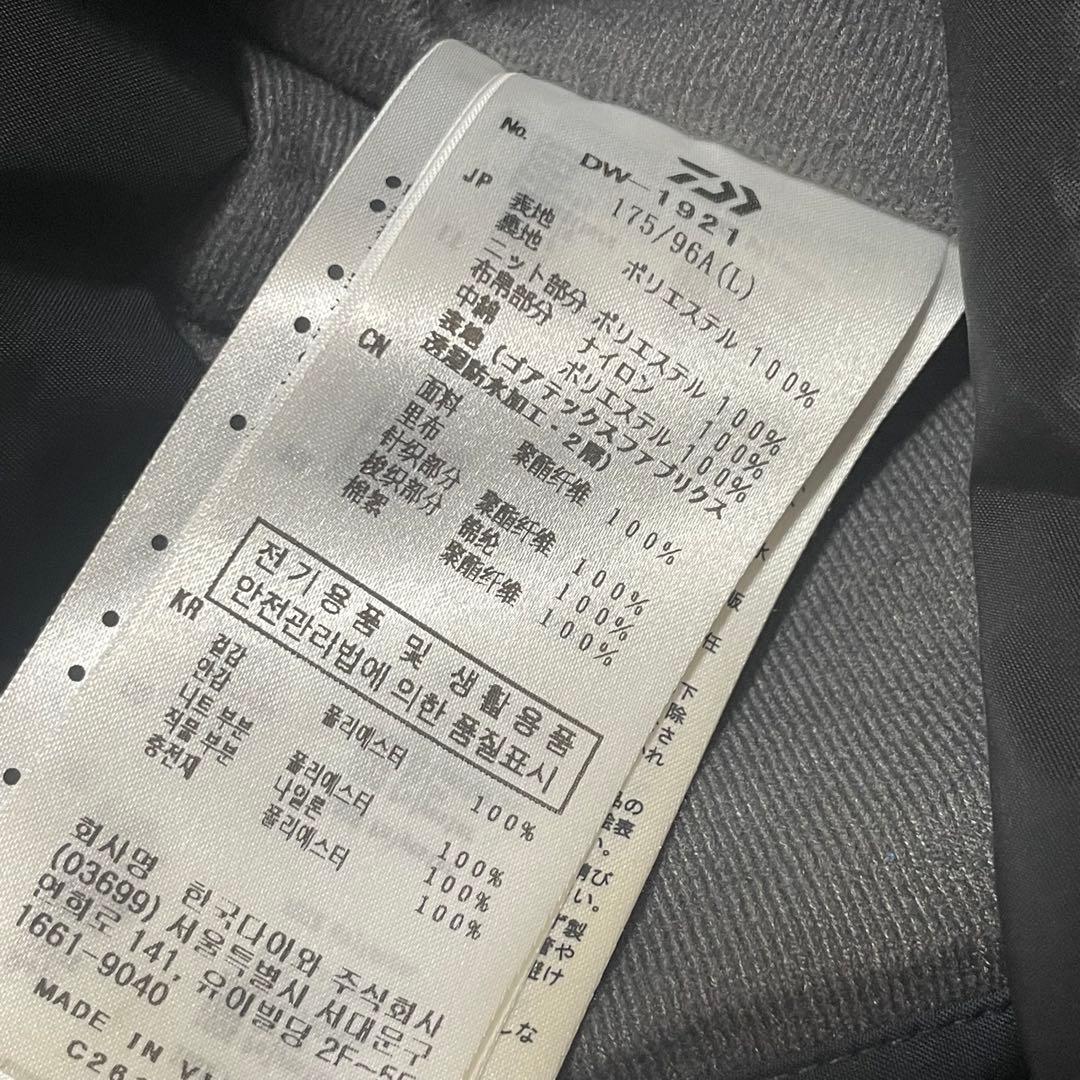 No. DW-1921
175/96A(L)
JP
表地 ポリエステル 100%
裏地
ニット部分 ポリエステル 100%
布帛部分 ナイロン 100%
中綿 ポリエステル 100%
表地(ゴアテックスファブリクス
透湿防水加工-2層)
CN
面料 聚酯纤维 100%
里布
针织部分 聚酯纤维 100%
梭织部分 锦纶 100%
棉絮 聚酯纤维 100%
전기용품 및 생활용품
안전관리법에 의한 품질표시
KR
겉감 폴리에스터 100%
안감
니트 부분 폴리에스터 100%
직물 부분 나일론 100%
충전재 폴리에스터 100%
회사명 한국다이와 주식회사
(03699) 서울특별시 서대문구
연희로 141, 유이빌딩 2F~6F
1661-9040
MADE IN
任
下
除され
製